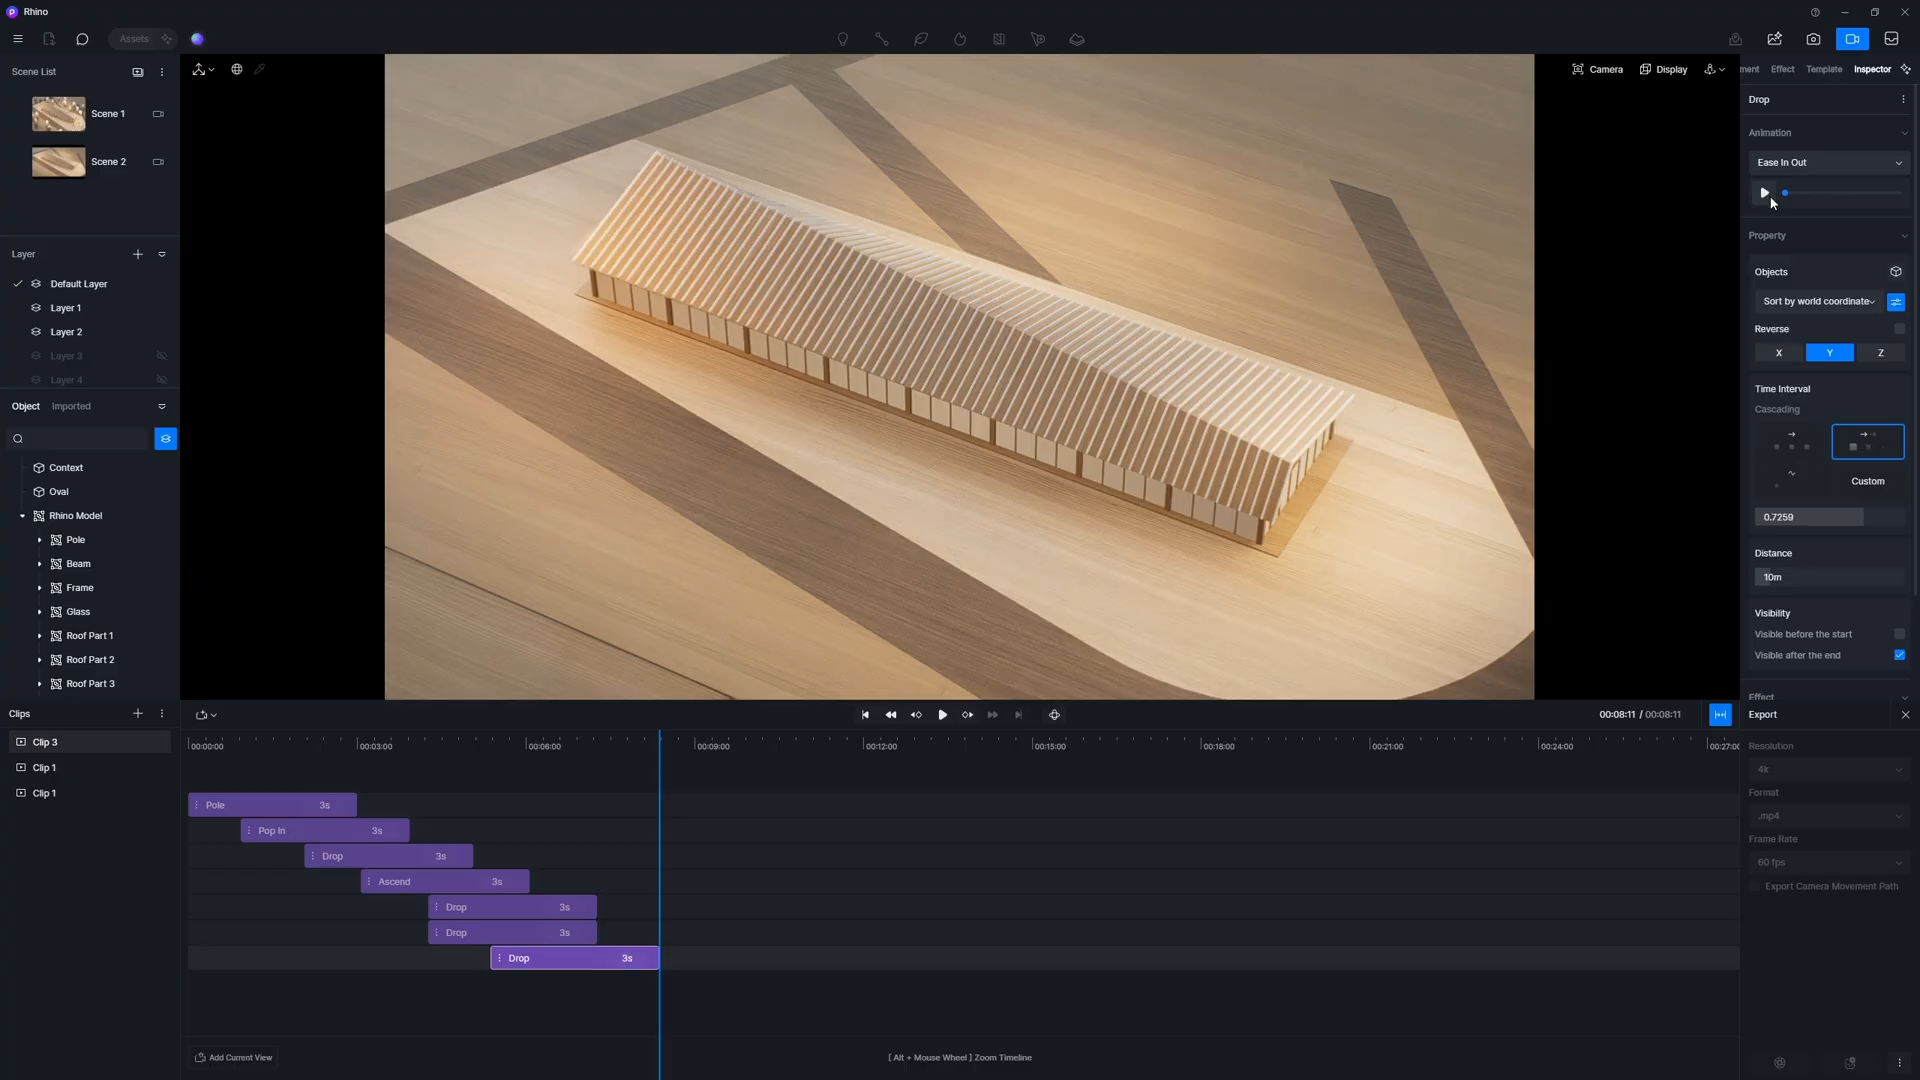 Rhino
Assets
Scene List
Scene 1
Scene 2
Layer
Default Layer
Layer 1
Layer 2
Layer 3
Layer 4
Object
Imported
Context
Oval
Rhino Model
Pole
Beam
Frame
Glass
Roof Part 1
Roof Part 2
Roof Part 3
Camera
Display
ment
Effect
Template
Inspector
Drop
Animation
Ease In Out
Property
Objects
Sort by world coordinate
Reverse
X
Y
Z
Time Interval
Cascading
Custom
0.7259
Distance
10m
Visibility
Visible before the start
Visible after the end
Effect
Clips
Clip 3
Clip 1
Clip 1
00:08:11 / 00:08:11
00:00:00
00:03:00
00:06:00
00:09:00
00:12:00
00:15:00
00:18:00
00:21:00
00:24:00
00:27:00
Pole 3s
Pop In 3s
Drop 3s
Ascend 3s
Drop 3s
Drop 3s
Drop 3s
Add Current View
[ Alt + Mouse Wheel ] Zoom Timeline
Export
Resolution
4k
Format
.mp4
Frame Rate
60 fps
Export Camera Movement Path